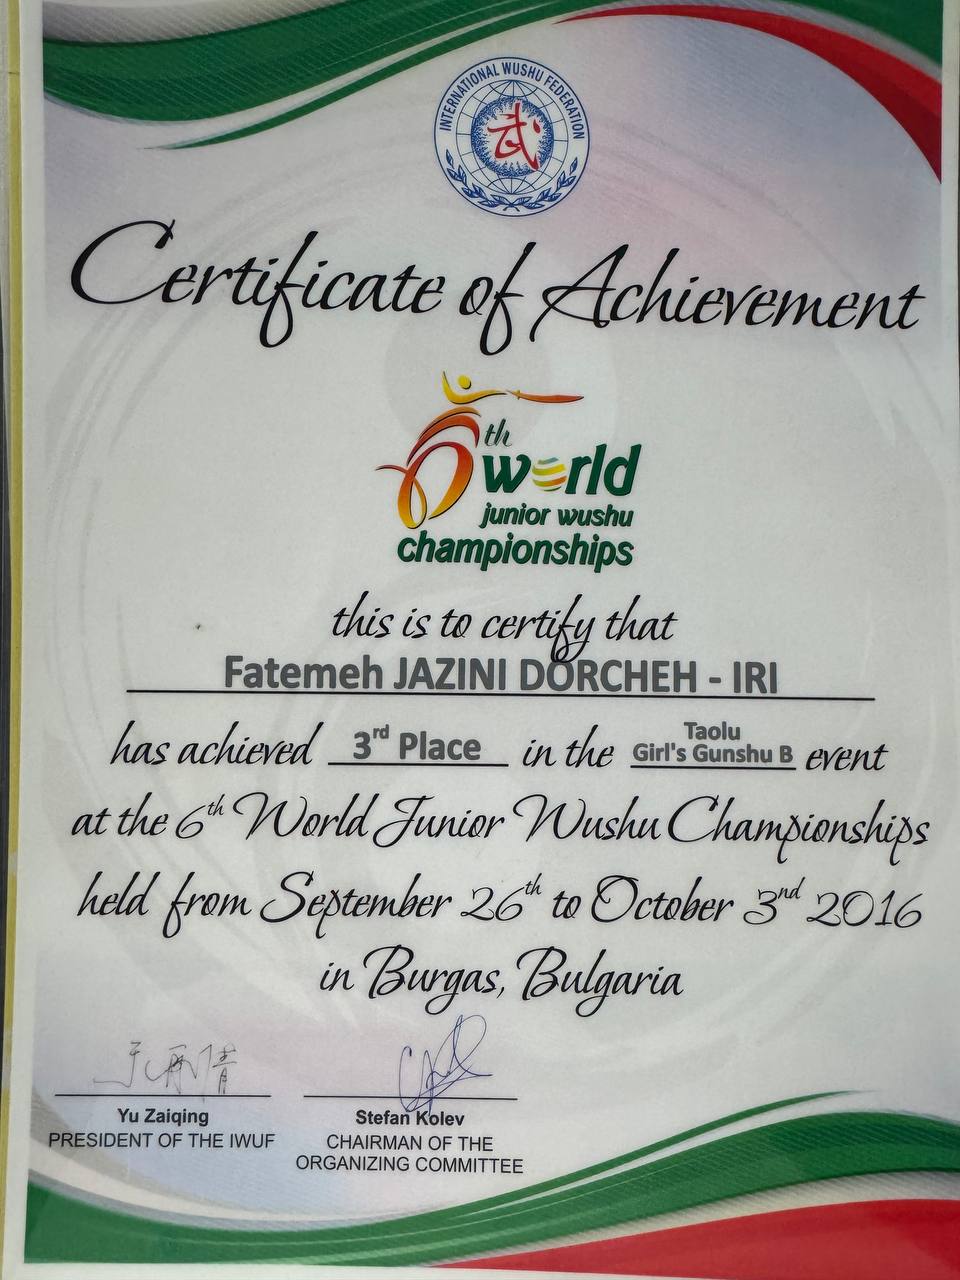 INTERNATIONAL WUSHU FEDERATION
武
Certificate of Achievement
6th world
junior wushu
championships
this is to certify that
Fatemeh JAZINI DORCHEH - IRI
has achieved 3rd Place in the Taolu Girl's Gunshu B event
at the 6th World Junior Wushu Championships
held from September 26th to October 3nd 2016
in Burgas, Bulgaria
Yu Zaiqing
PRESIDENT OF THE IWUF
Stefan Kolev
CHAIRMAN OF THE
ORGANIZING COMMITTEE